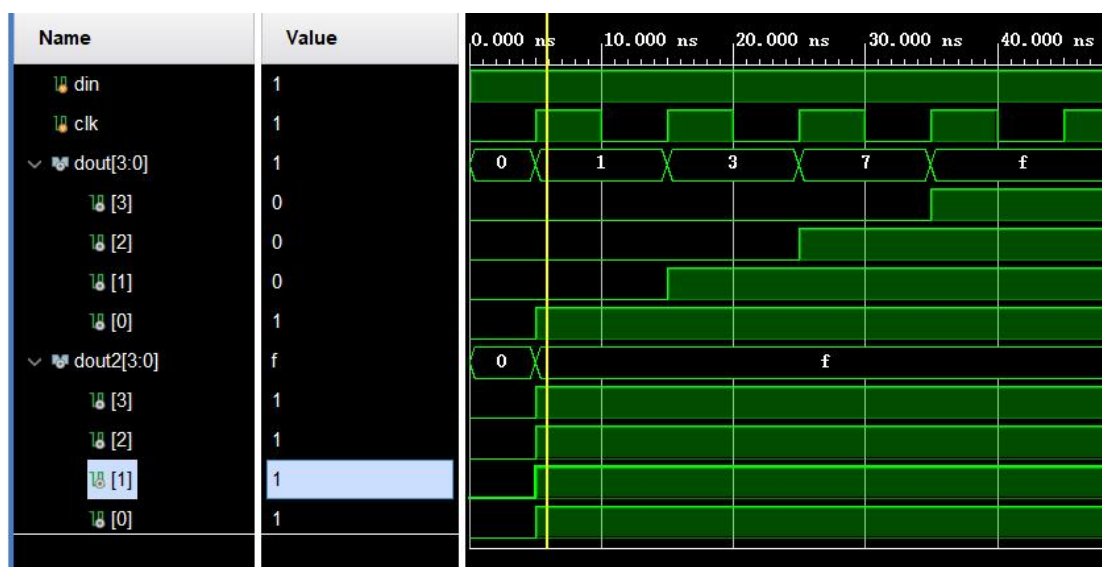 Name Value 0.000 ns 10.000 ns 20.000 ns 30.000 ns 40.000 ns
din 1
clk 1
dout[3:0] 1 0 1 3 7 f
[3] 0
[2] 0
[1] 0
[0] 1
dout2[3:0] f 0 f
[3] 1
[2] 1
[1] 1
[0] 1